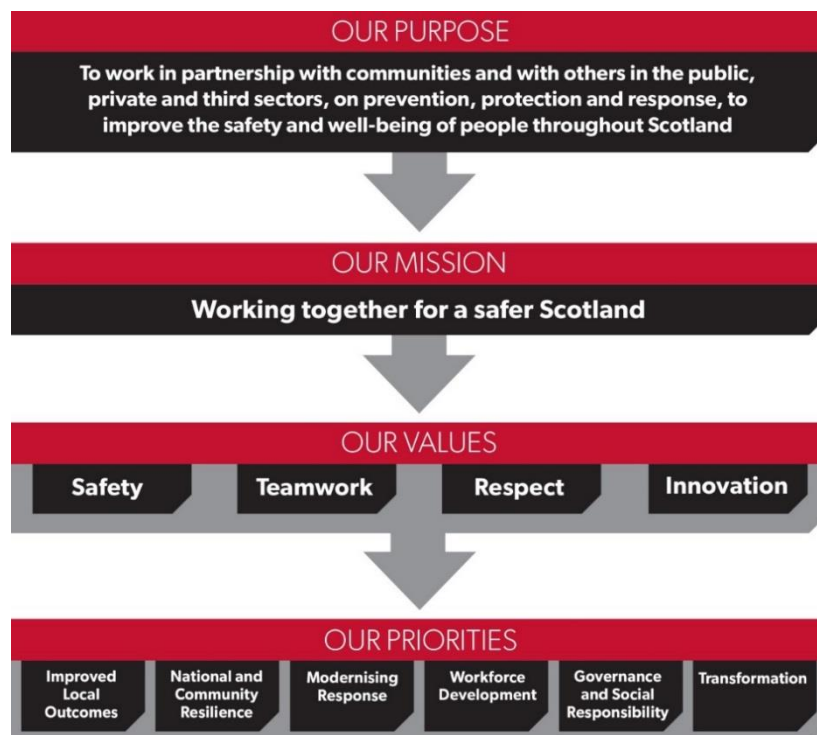 OUR PURPOSE
To work in partnership with communities and with others in the public,
private and third sectors, on prevention, protection and response, to
improve the safety and well-being of people throughout Scotland
OUR MISSION
Working together for a safer Scotland
OUR VALUES
Safety
Teamwork
Respect
Innovation
OUR PRIORITIES
Improved
Local
Outcomes
National and
Community
Resilience
Modernising
Response
Workforce
Development
Governance
and Social
Responsibility
Transformation